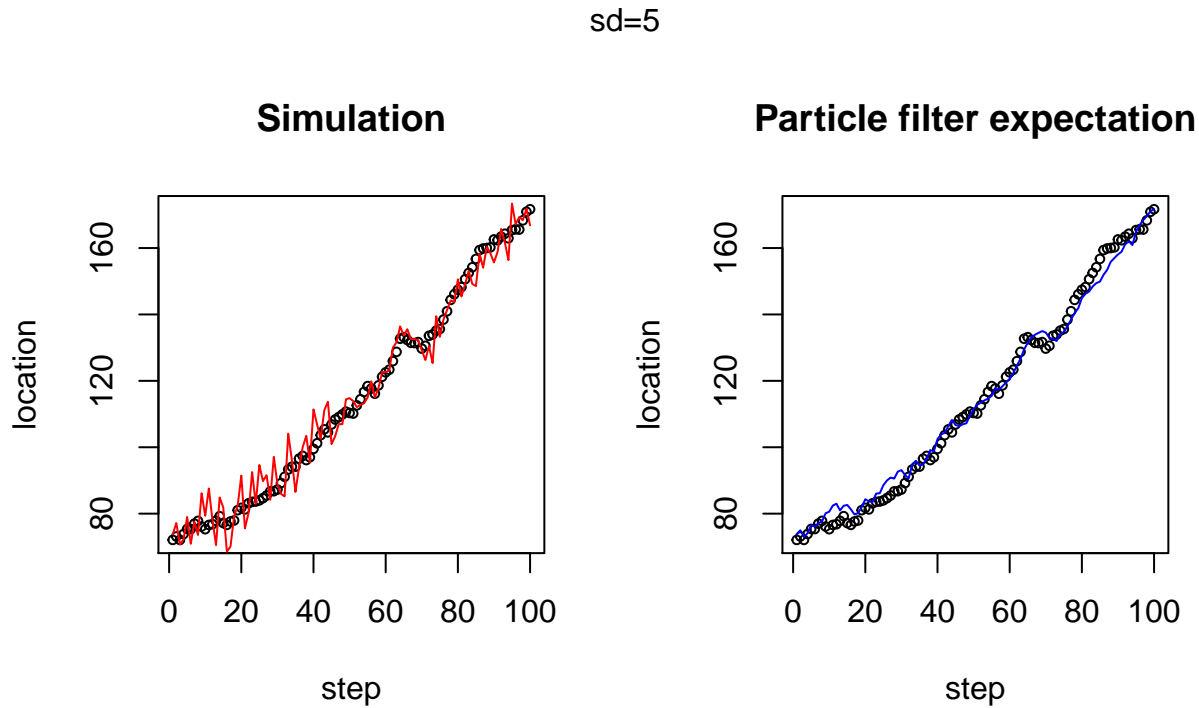 sd=5
Simulation
location
160
120
80
0 20 40 60 80 100
step
Particle filter expectation
location
160
120
80
0 20 40 60 80 100
step